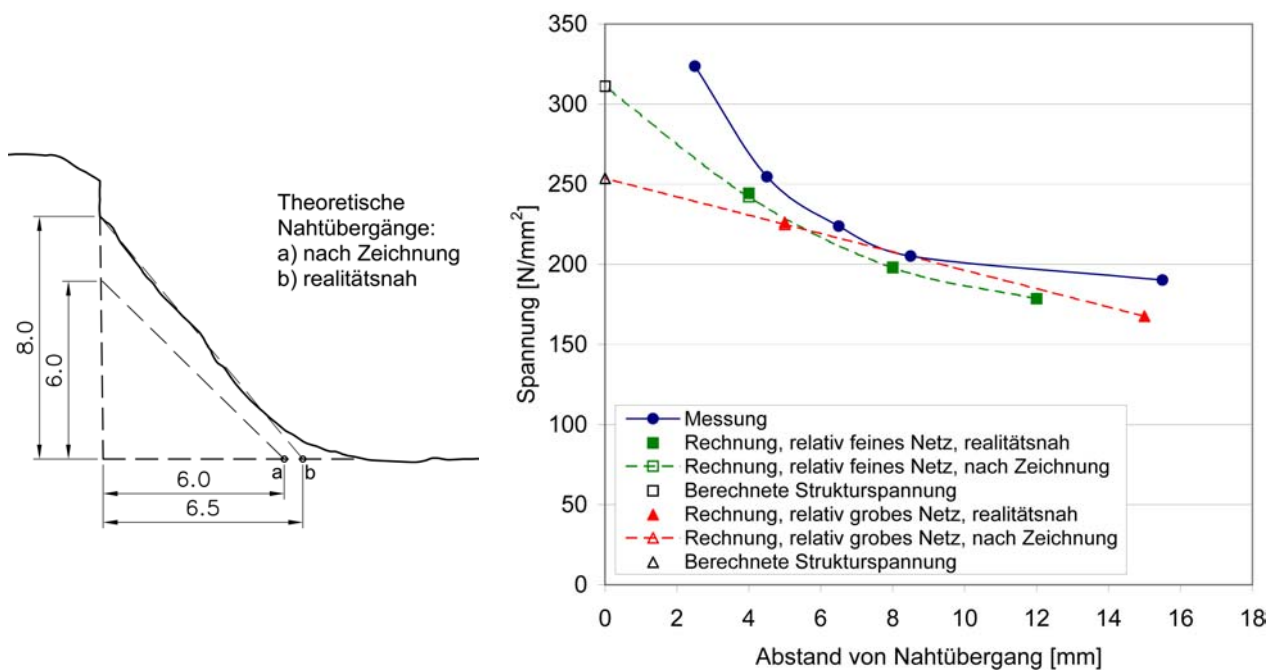 Theoretische
Nahtübergänge:
a) nach Zeichnung
b) realitätsnah
8.0
6.0
a
b
6.0
6.5
Spannung [N/mm²]
350
300
250
200
150
100
50
0
Messung
Rechnung, relativ feines Netz, realitätsnah
Rechnung, relativ feines Netz, nach Zeichnung
Berechnete Strukturspannung
Rechnung, relativ grobes Netz, realitätsnah
Rechnung, relativ grobes Netz, nach Zeichnung
Berechnete Strukturspannung
0 2 4 6 8 10 12 14 16 18
Abstand von Nahtübergang [mm]